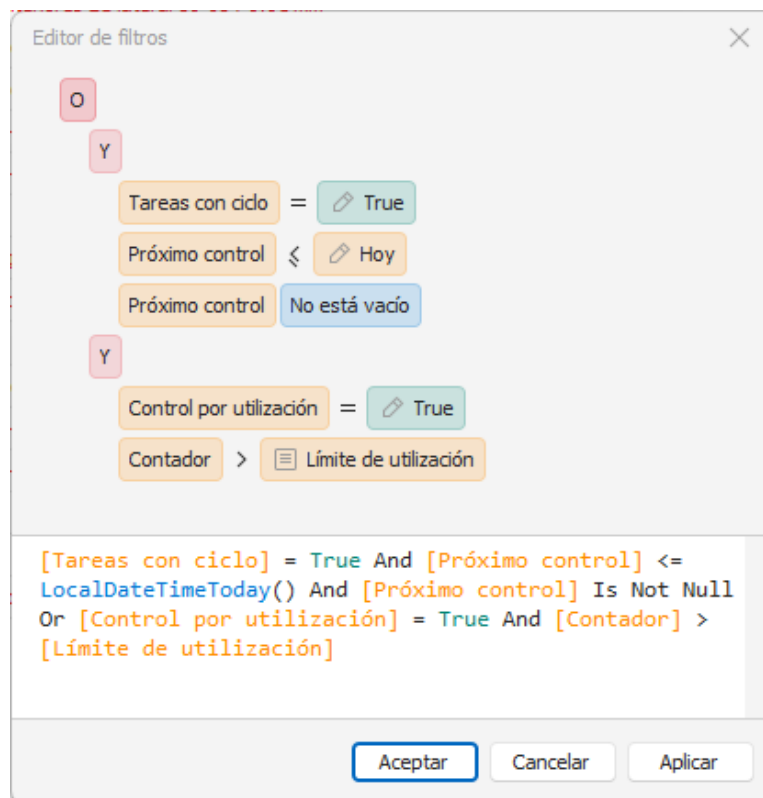 Editor de filtros
O
Y
Tareas con ciclo = True
Próximo control ≤ Hoy
Próximo control No está vacío
Y
Control por utilización = True
Contador > Límite de utilización
[Tareas con ciclo] = True And [Próximo control] <=
LocalDateTimeToday() And [Próximo control] Is Not Null
Or [Control por utilización] = True And [Contador] >
[Límite de utilización]
Aceptar Cancelar Aplicar